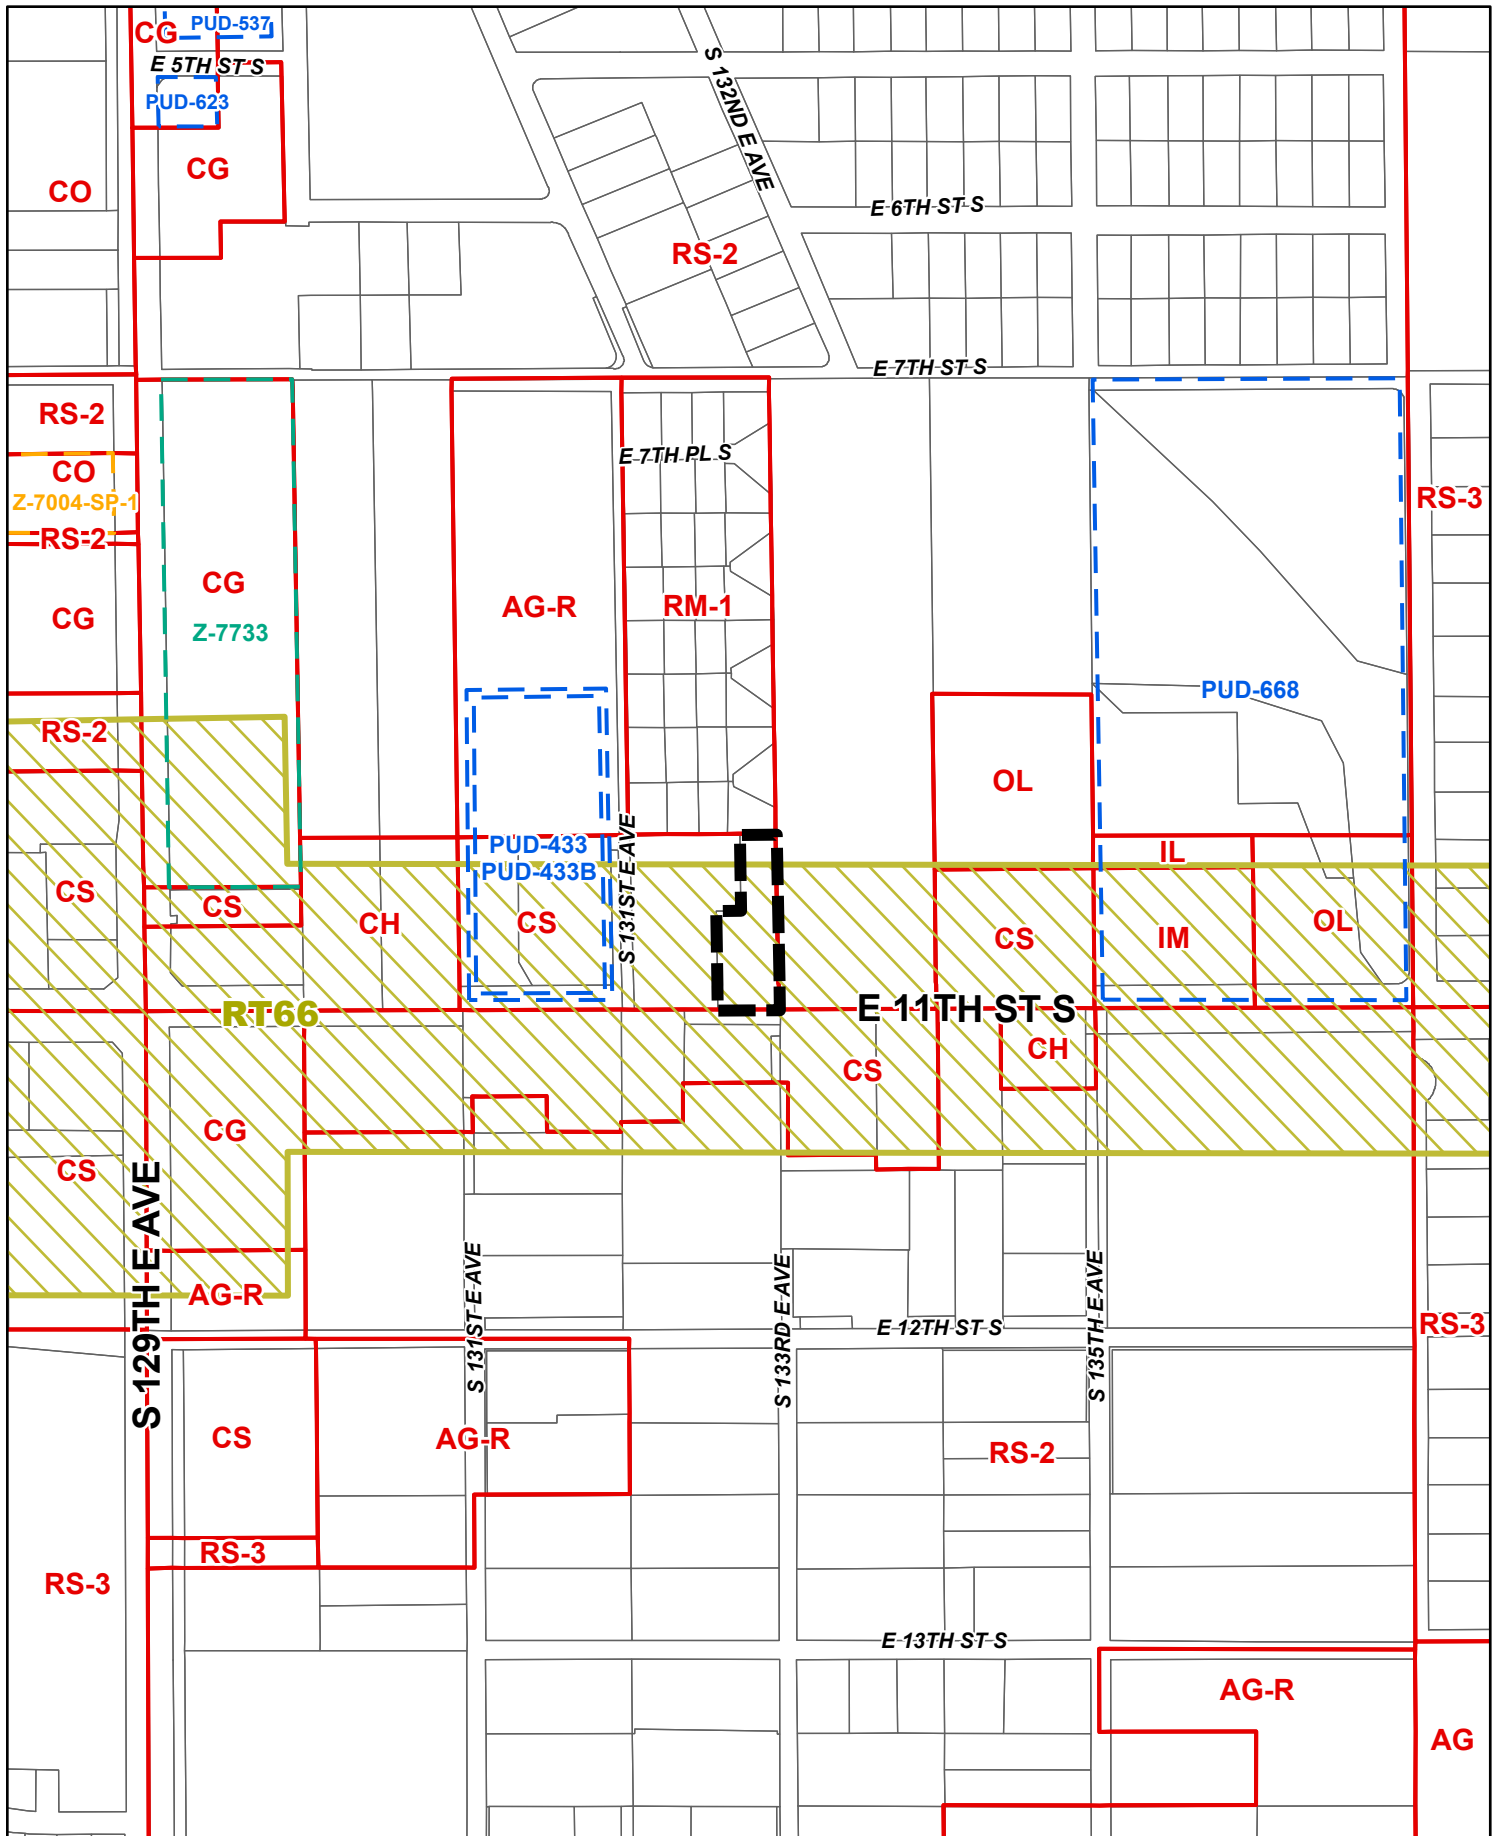 PUD-537
CG
E 5TH ST S
PUD-623
CG
CO
S 132ND E AVE
E 6TH ST S
RS-2
E 7TH ST S
RS-2
E 7TH PL S
CO
Z-7004-SP-1
RS-3
RS-2
CG
AG-R
RM-1
CG
Z-7733
PUD-668
RS-2
OL
PUD-433
IL
PUD-433B
S 131ST E AVE
CS
CS
CH
CS
CS
IM
OL
RT66
E 11TH ST S
CH
CS
CG
CS
S 129TH E AVE
AG-R
S 131ST E AVE
S 133RD E AVE
E 12TH ST S
S 135TH E AVE
RS-3
CS
AG-R
RS-2
RS-3
RS-3
E 13TH ST S
AG-R
AG